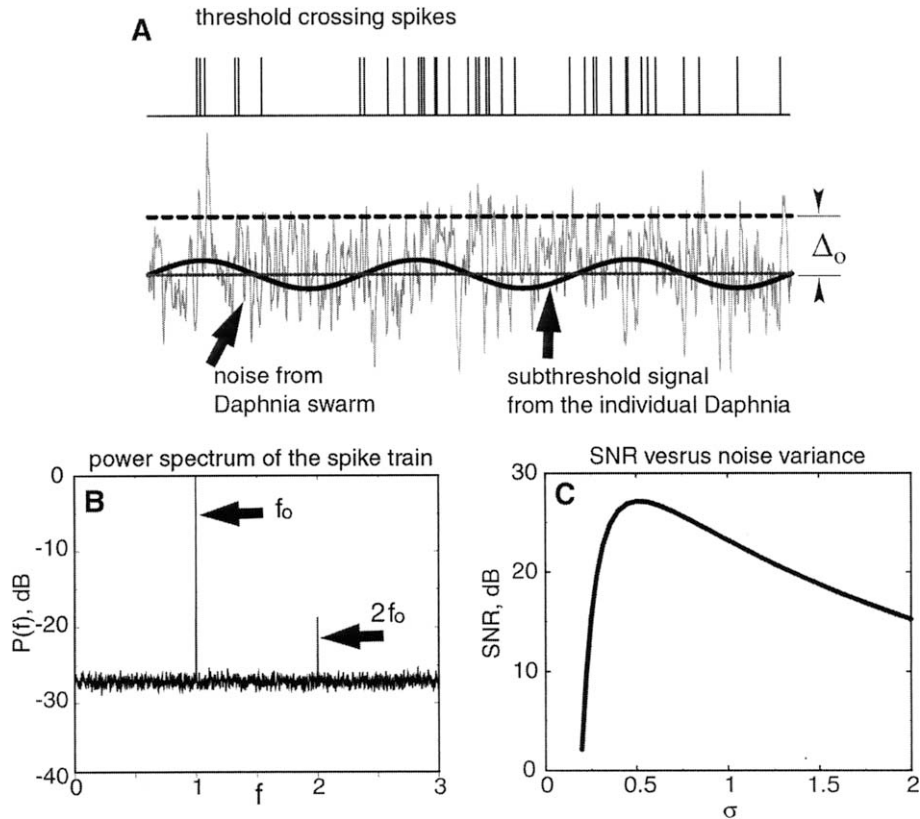 A
threshold crossing spikes
Δo
noise from
Daphnia swarm
subthreshold signal
from the individual Daphnia
power spectrum of the spike train
B
0
-10
-20
-30
-40
P(f), dB
fo
2fo
0
1
2
3
f
SNR vesrus noise variance
C
30
20
10
0
SNR, dB
0
0.5
1
1.5
2
σ